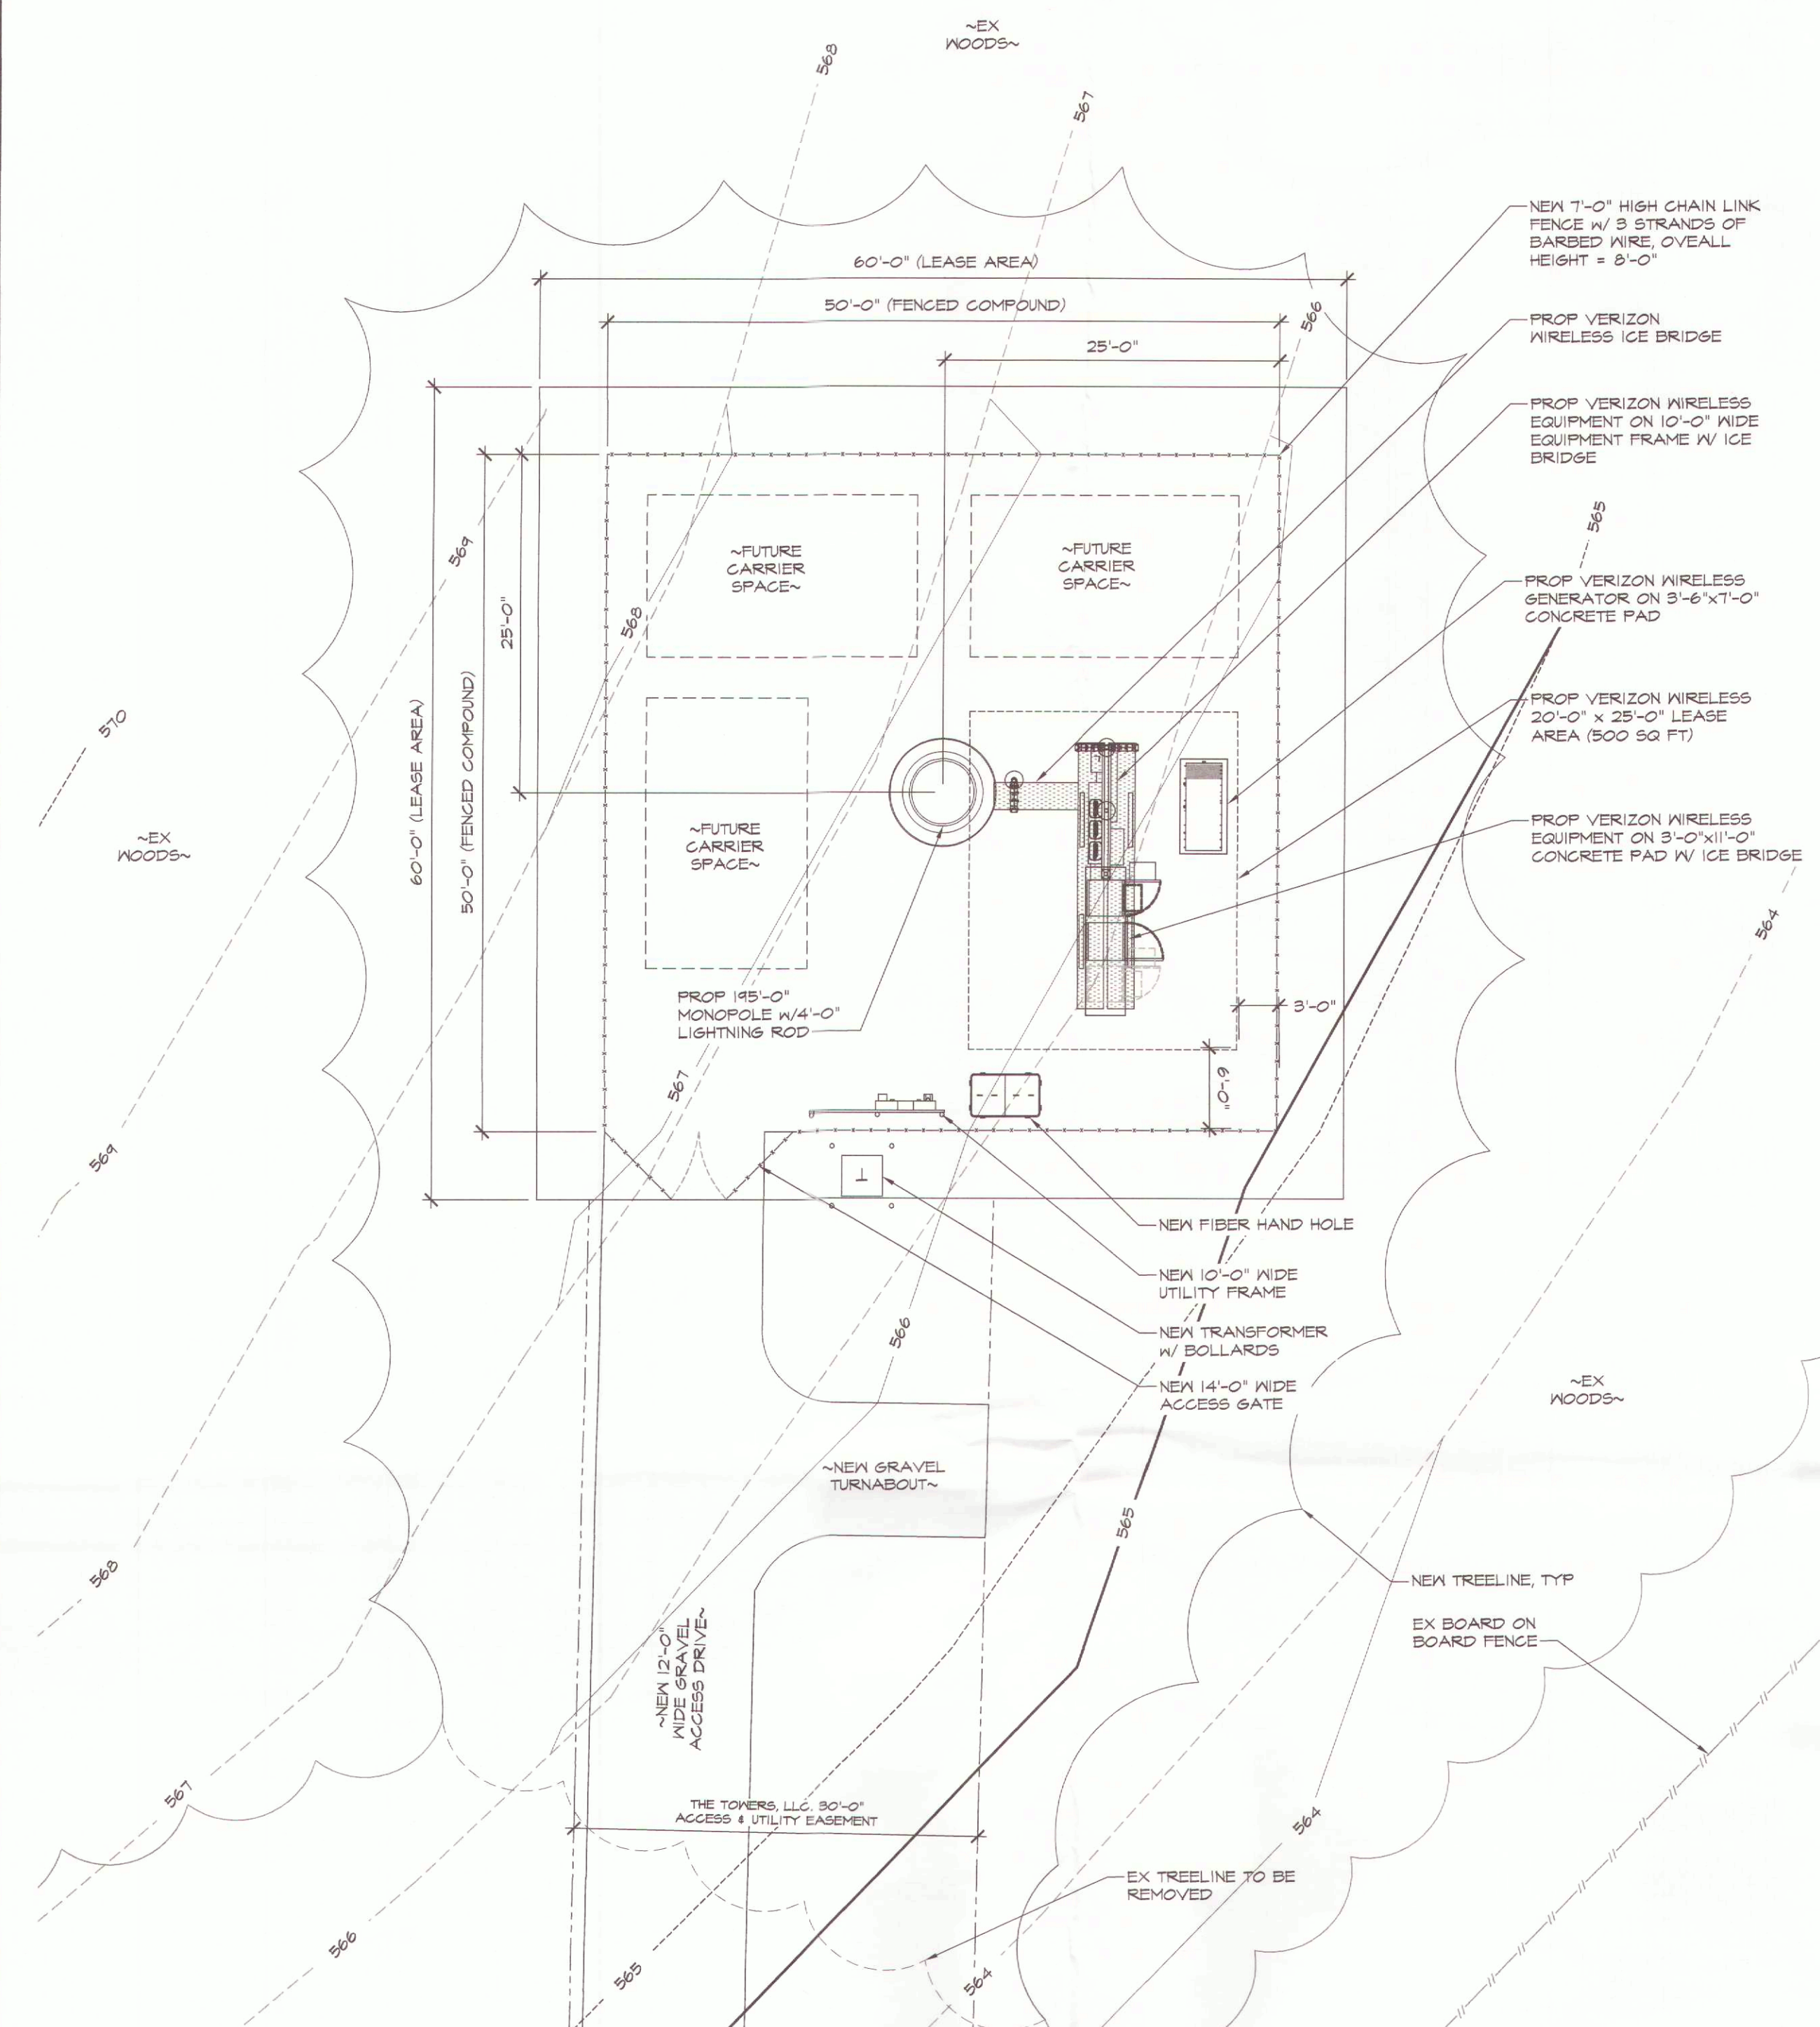 ~EX
WOODS~
568
567
NEW 7'-0" HIGH CHAIN LINK
FENCE W/ 3 STRANDS OF
BARBED WIRE, OVEALL
HEIGHT = 8'-0"
60'-0" (LEASE AREA)
50'-0" (FENCED COMPOUND)
566
25'-0"
PROP VERIZON
WIRELESS ICE BRIDGE
PROP VERIZON WIRELESS
EQUIPMENT ON 10'-0" WIDE
EQUIPMENT FRAME W/ ICE
BRIDGE
565
569
~FUTURE
CARRIER
SPACE~
~FUTURE
CARRIER
SPACE~
PROP VERIZON WIRELESS
GENERATOR ON 3'-6"x7'-0"
CONCRETE PAD
25'-0"
568
60'-0" (LEASE AREA)
50'-0" (FENCED COMPOUND)
570
PROP VERIZON WIRELESS
20'-0" x 25'-0" LEASE
AREA (500 SQ FT)
~EX
WOODS~
~FUTURE
CARRIER
SPACE~
PROP VERIZON WIRELESS
EQUIPMENT ON 3'-0"x11'-0"
CONCRETE PAD W/ ICE BRIDGE
564
PROP 195'-0"
MONOPOLE W/4'-0"
LIGHTNING ROD
3'-0"
567
6'-0"
T
569
NEW FIBER HAND HOLE
NEW 10'-0" WIDE
UTILITY FRAME
566
NEW TRANSFORMER
W/ BOLLARDS
NEW 14'-0" WIDE
ACCESS GATE
~EX
WOODS~
~NEW GRAVEL
TURNABOUT~
565
568
NEW TREELINE, TYP
EX BOARD ON
BOARD FENCE
~NEW 12'-0"
WIDE GRAVEL
ACCESS DRIVE~
567
THE TOWERS, LLC. 30'-0"
ACCESS & UTILITY EASEMENT
564
EX TREELINE TO BE
REMOVED
566
565
564